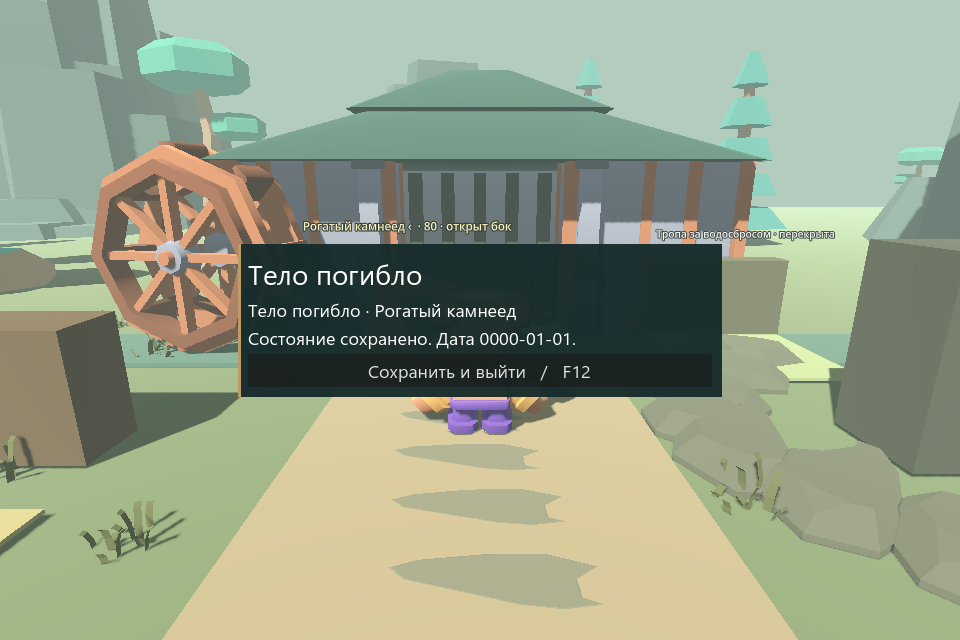 Рогатый камнеед ‹ · 80 · открыт бок
Тропа за водосбросом · перекрыта
Тело погибло
Тело погибло · Рогатый камнеед
Состояние сохранено. Дата 0000-01-01.
Сохранить и выйти / F12